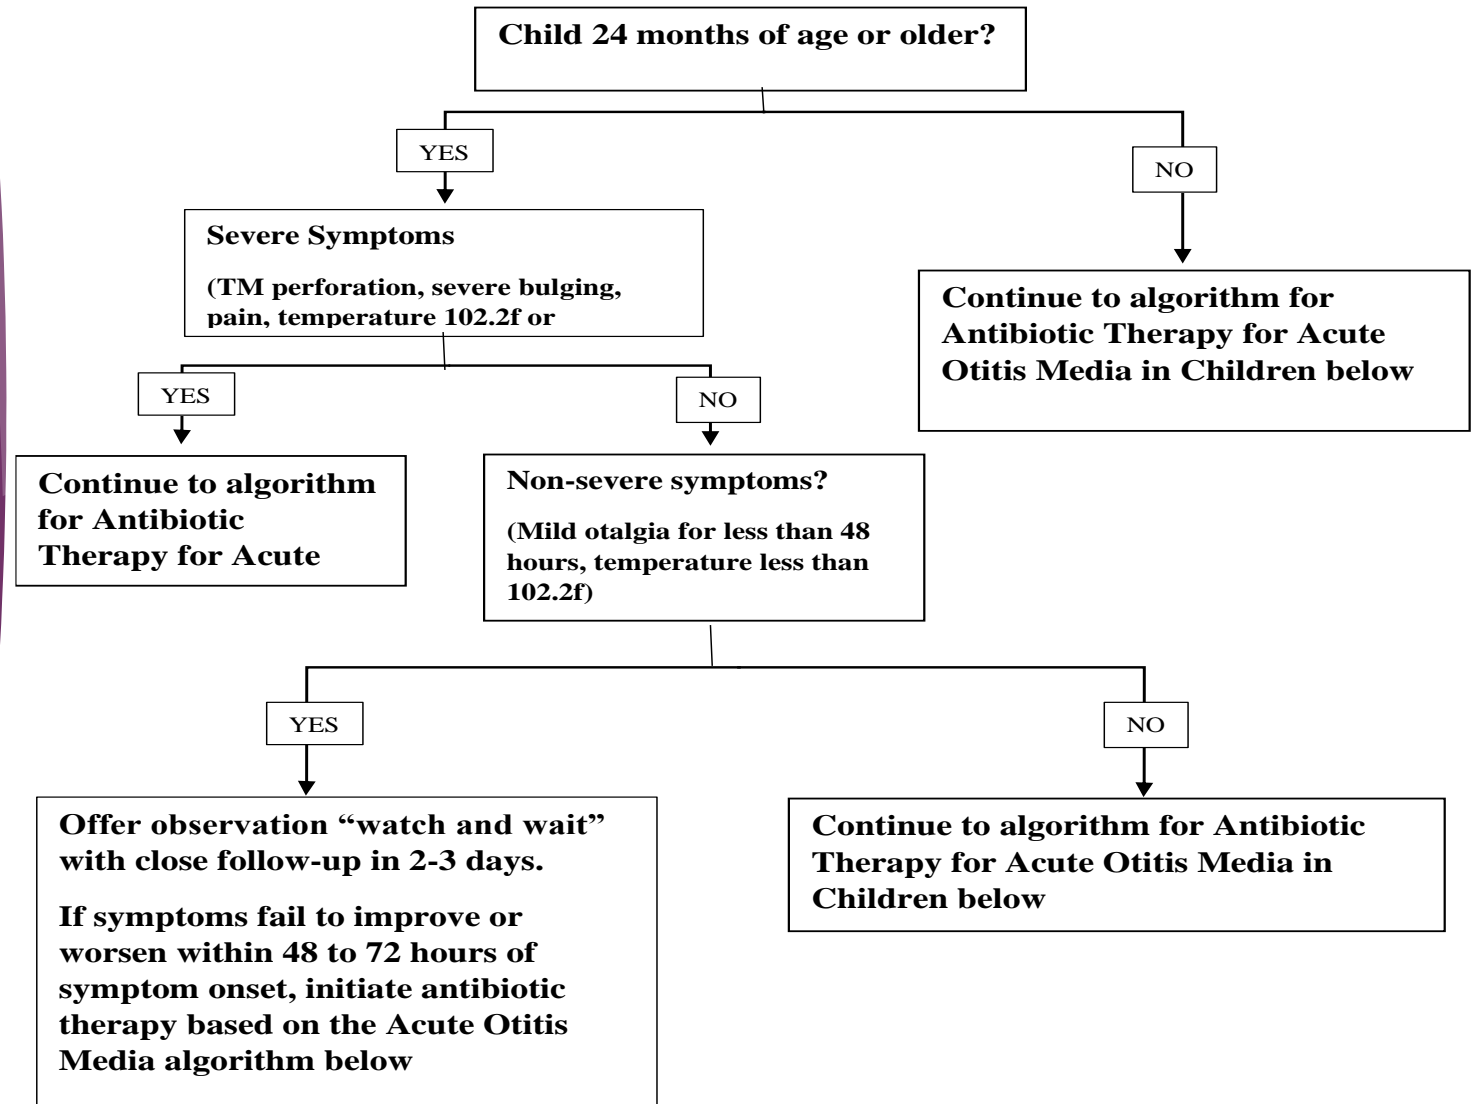 Child 24 months of age or older?
YES
NO
Severe Symptoms
(TM perforation, severe bulging,
pain, temperature 102.2f or
Continue to algorithm for
Antibiotic Therapy for Acute
Otitis Media in Children below
YES
NO
Continue to algorithm
for Antibiotic
Therapy for Acute
Non-severe symptoms?
(Mild otalgia for less than 48
hours, temperature less than
102.2f)
YES
NO
Offer observation “watch and wait”
with close follow-up in 2-3 days.
If symptoms fail to improve or
worsen within 48 to 72 hours of
symptom onset, initiate antibiotic
therapy based on the Acute Otitis
Media algorithm below
Continue to algorithm for Antibiotic
Therapy for Acute Otitis Media in
Children below